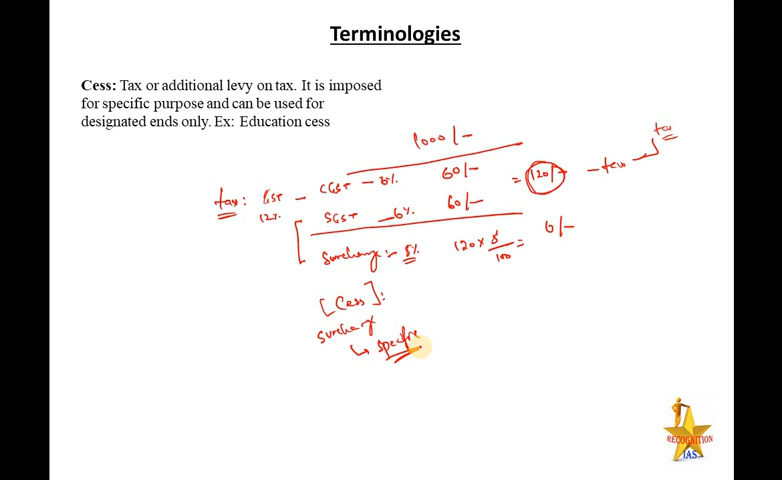 Terminologies
Cess: Tax or additional levy on tax. It is imposed
for specific purpose and can be used for
designated ends only. Ex: Education cess
1000/-
tax: GST - CGST - 6% 60/- = 120/- - tax tax
12% SGST - 6% 60/-
Surcharge :- 5% 120 x 5/100 = 6/-
[Cess]:
Surcharge
↳ specific
RECOGNITION
IAS